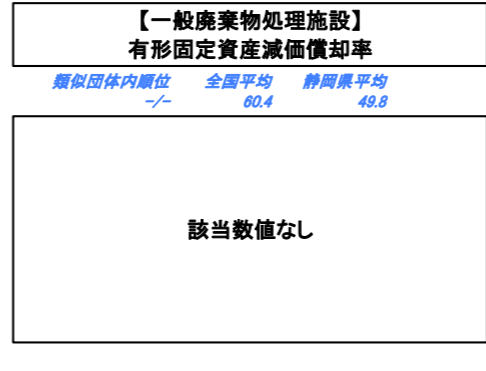 【一般廃棄物処理施設】
有形固定資産減価償却率
類似団体内順位 全国平均 静岡県平均
-/- 60.4 49.8
該当数値なし